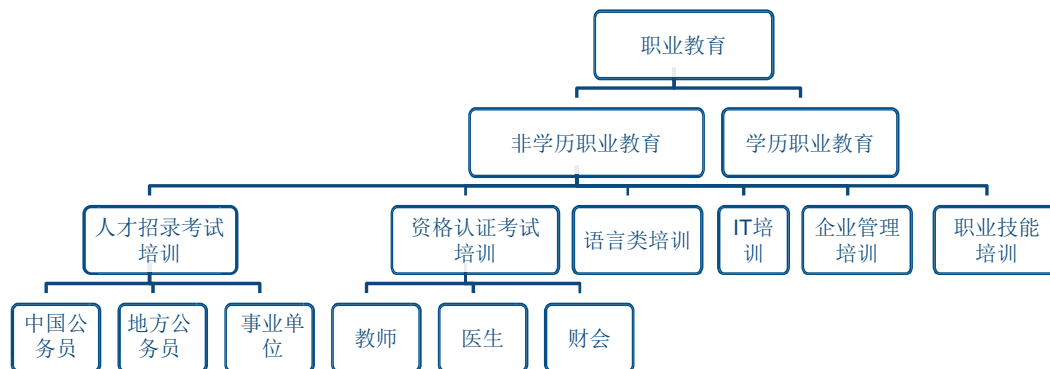 职业教育
非学历职业教育
学历职业教育
人才招录考试
培训
资格认证考试
培训
语言类培训
IT培
训
企业管理
培训
职业技能
培训
中国公
务员
地方公
务员
事业单
位
教师
医生
财会